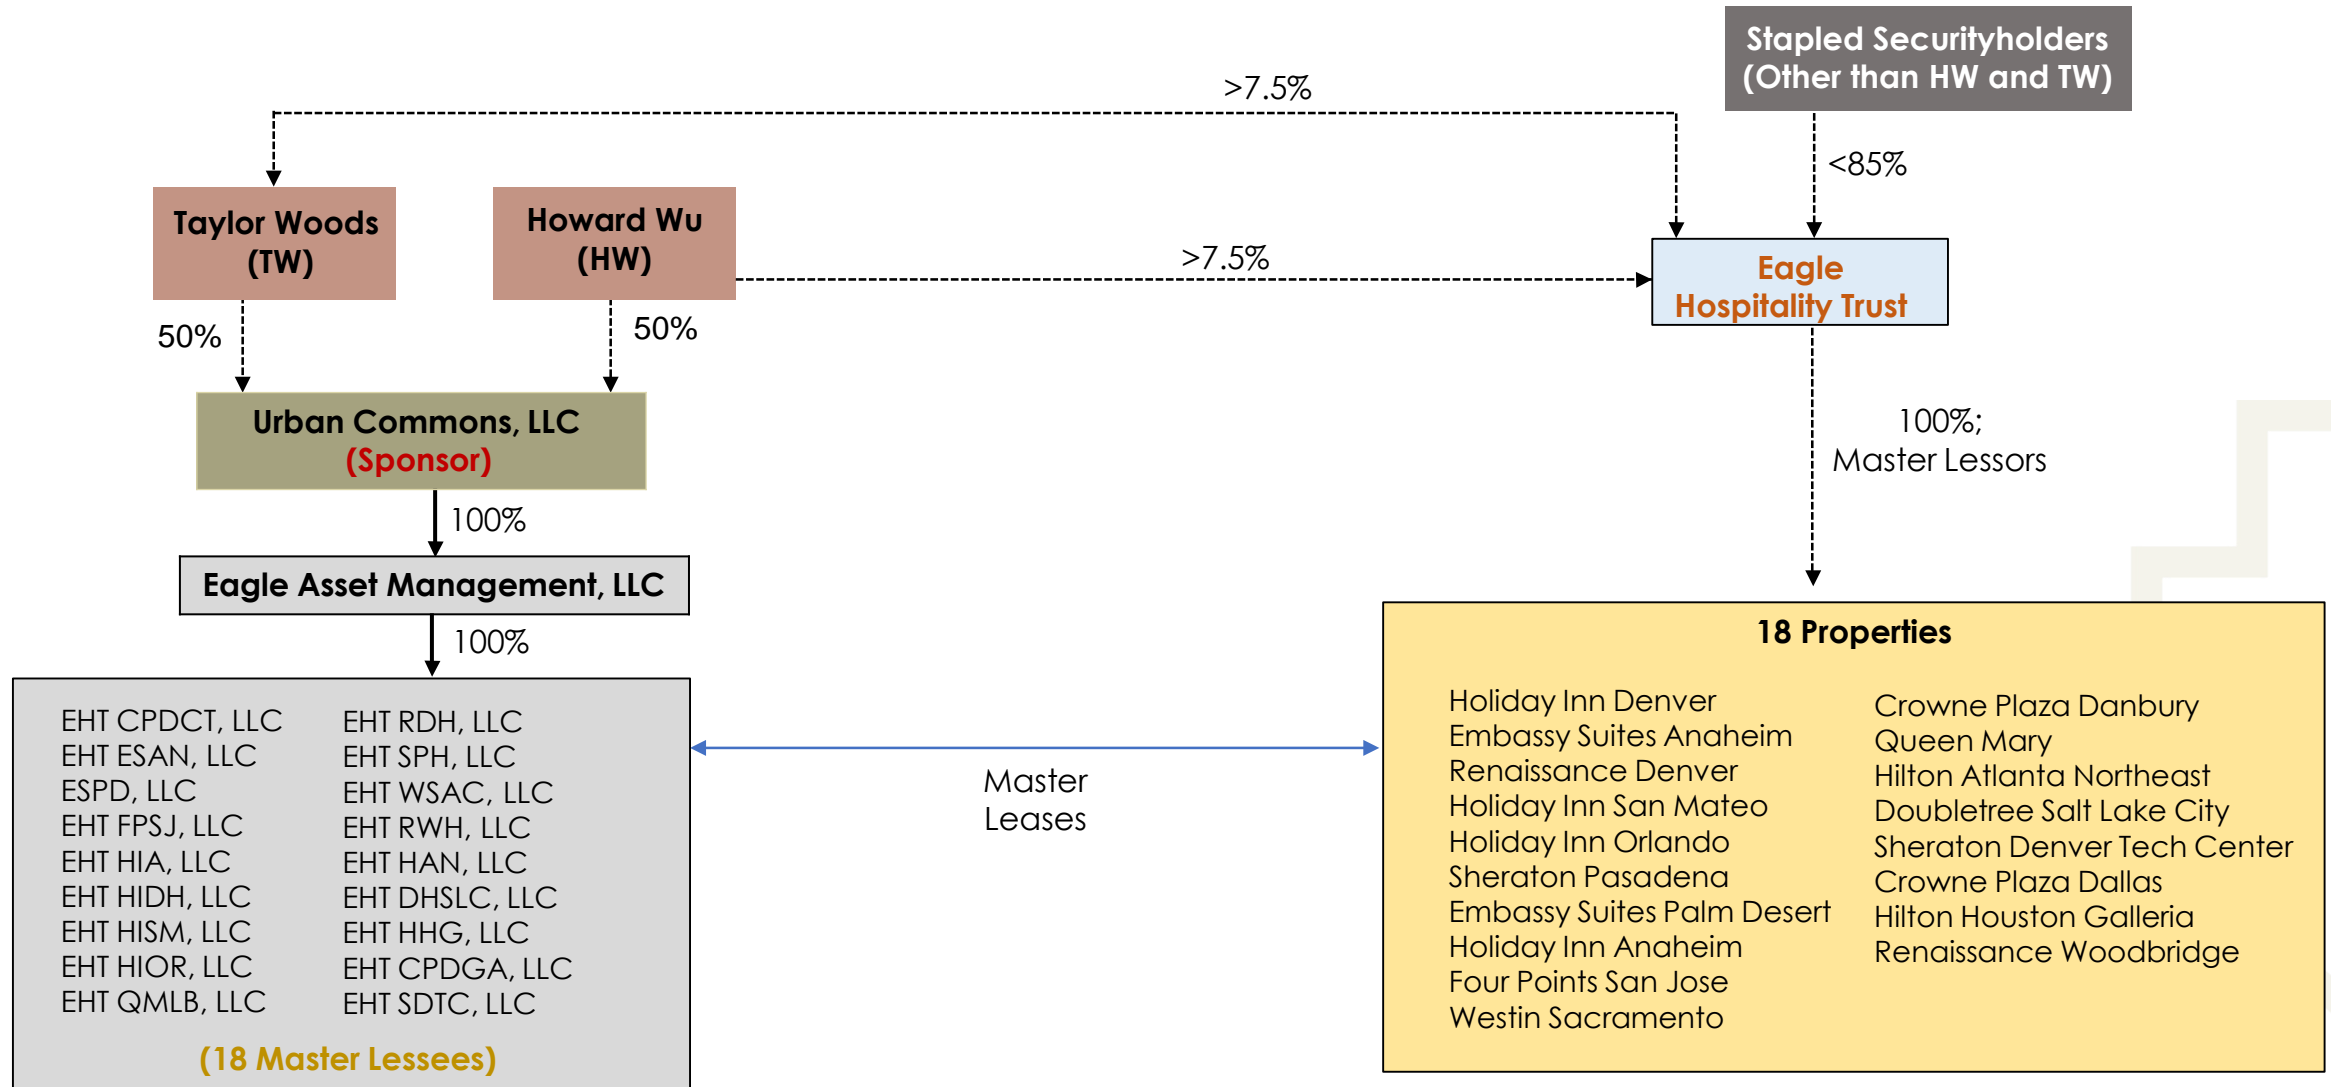 Stapled Securityholders
(Other than HW and TW)
>7.5%
<85%
Taylor Woods
(TW)
Howard Wu
(HW)
>7.5%
Eagle
Hospitality Trust
50%
50%
Urban Commons, LLC
(Sponsor)
100%;
Master Lessors
100%
Eagle Asset Management, LLC
100%
EHT CPDCT, LLC
EHT ESAN, LLC
ESPD, LLC
EHT FPSJ, LLC
EHT HIA, LLC
EHT HIDH, LLC
EHT HISM, LLC
EHT HIOR, LLC
EHT QMLB, LLC
EHT RDH, LLC
EHT SPH, LLC
EHT WSAC, LLC
EHT RWH, LLC
EHT HAN, LLC
EHT DHSLC, LLC
EHT HHG, LLC
EHT CPDGA, LLC
EHT SDTC, LLC
(18 Master Lessees)
Master
Leases
18 Properties
Holiday Inn Denver
Embassy Suites Anaheim
Renaissance Denver
Holiday Inn San Mateo
Holiday Inn Orlando
Sheraton Pasadena
Embassy Suites Palm Desert
Holiday Inn Anaheim
Four Points San Jose
Westin Sacramento
Crowne Plaza Danbury
Queen Mary
Hilton Atlanta Northeast
Doubletree Salt Lake City
Sheraton Denver Tech Center
Crowne Plaza Dallas
Hilton Houston Galleria
Renaissance Woodbridge